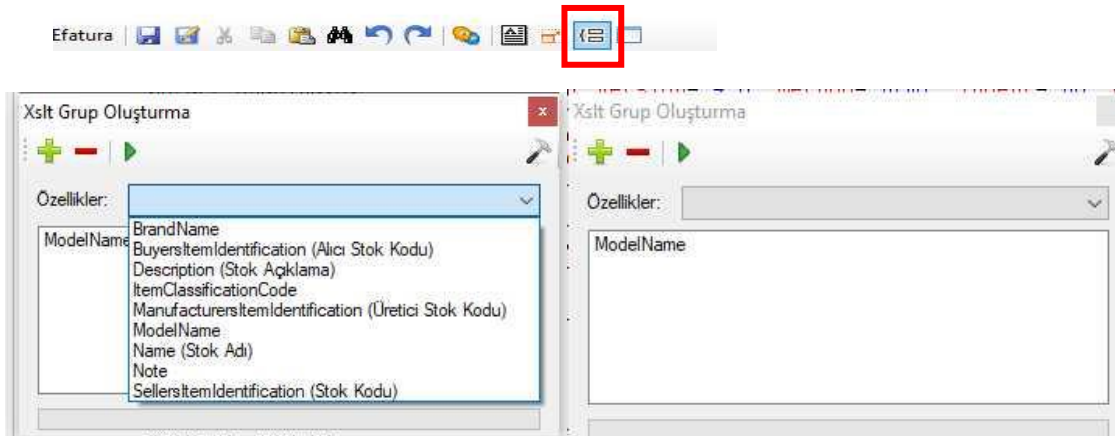 Efatura
Xslt Grup Oluşturma
Özellikler:
ModelName
BrandName
BuyersItemIdentification (Alıcı Stok Kodu)
Description (Stok Açıklama)
ItemClassificationCode
ManufacturersItemIdentification (Üretici Stok Kodu)
ModelName
Name (Stok Adı)
Note
SellersItemIdentification (Stok Kodu)
Xslt Grup Oluşturma
Özellikler:
ModelName